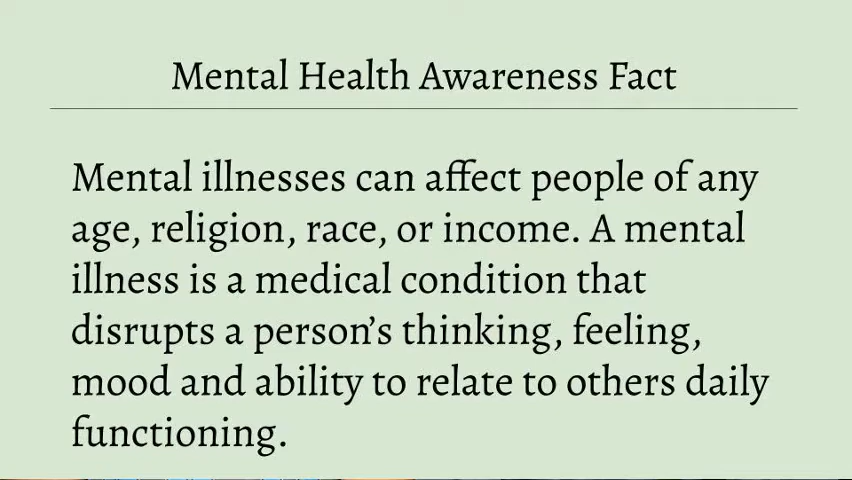 Mental Health Awareness Fact
Mental illnesses can affect people of any
age, religion, race, or income. A mental
illness is a medical condition that
disrupts a person’s thinking, feeling,
mood and ability to relate to others daily
functioning.